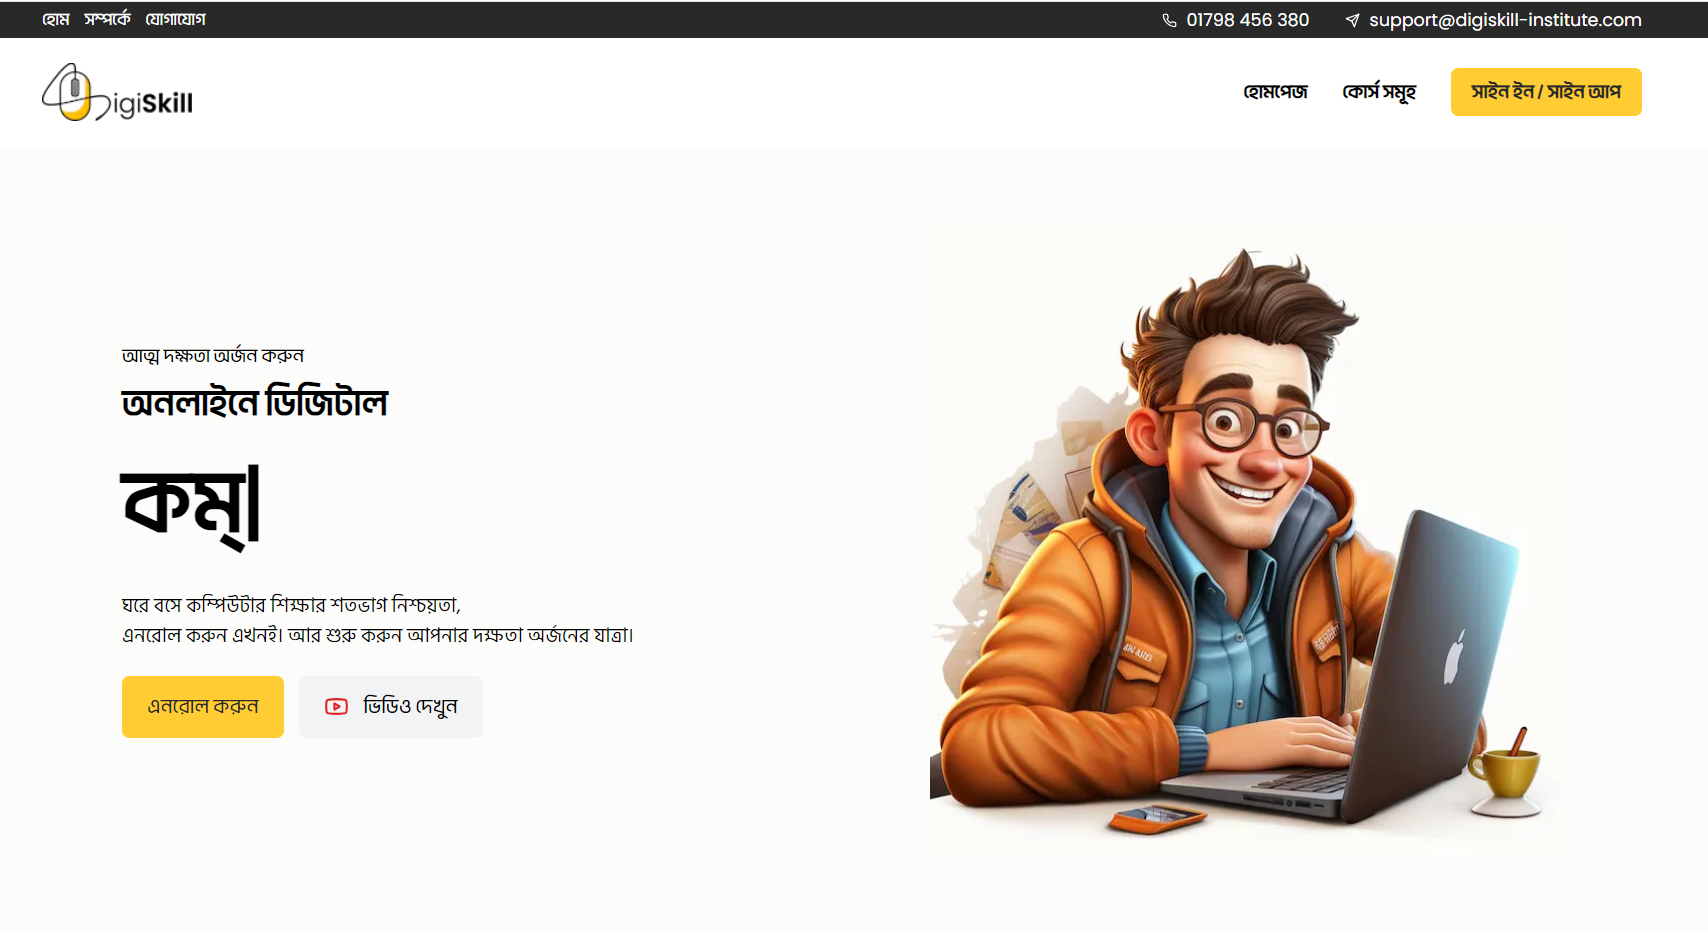 হোম সম্পর্কে যোগাযোগ 01798 456 380 support@digiskill-institute.com
igiSkill হোমপেজ কোর্স সমূহ সাইন ইন / সাইন আপ
আত্ম দক্ষতা অর্জন করুন
অনলাইনে ডিজিটাল
কম্|
ঘরে বসে কম্পিউটার শিক্ষার শতভাগ নিশ্চয়তা,
এনরোল করুন এখনই। আর শুরু করুন আপনার দক্ষতা অর্জনের যাত্রা।
এনরোল করুন ভিডিও দেখুন